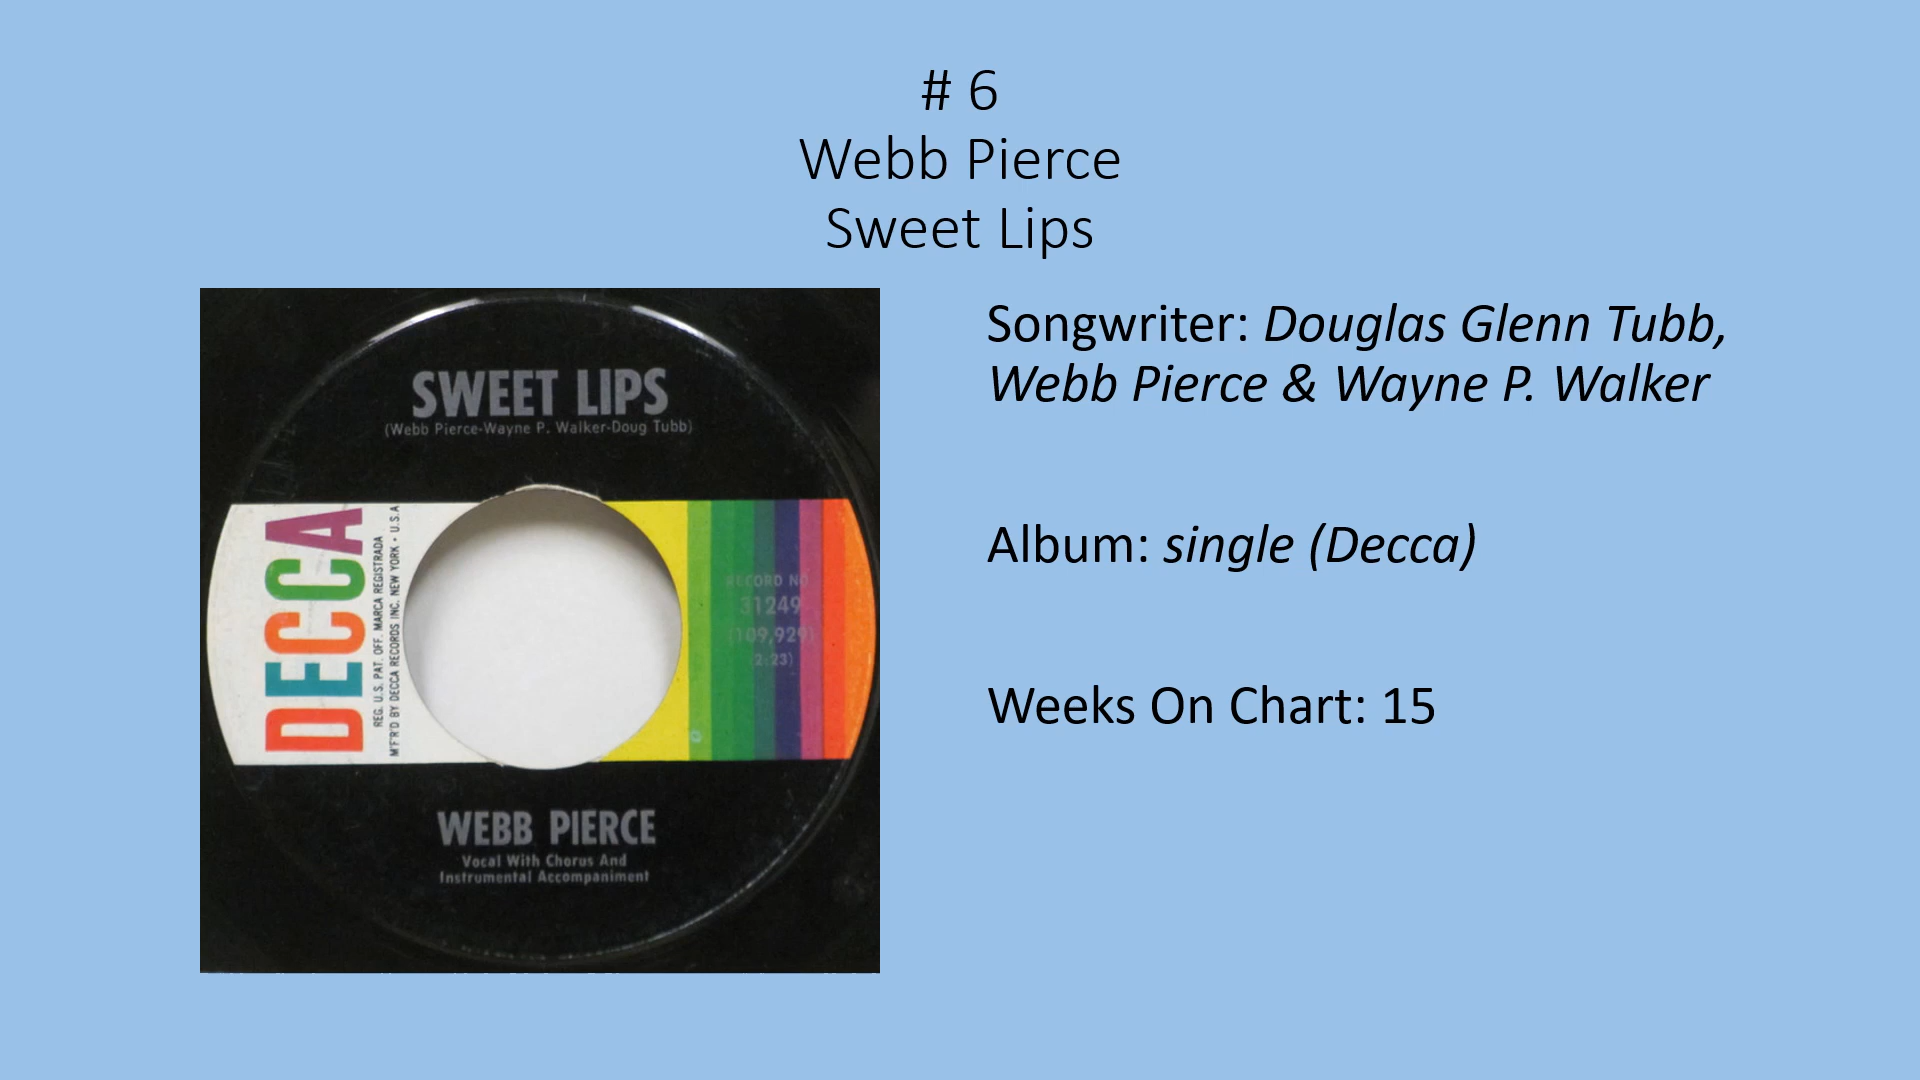 # 6
Webb Pierce
Sweet Lips
SWEET LIPS
(Webb Pierce-Wayne P. Walker-Doug Tubb)
DECCA
REG. U.S. PAT. OFF. MARCA REGISTRADA
M'F'R'D BY DECCA RECORDS INC. NEW YORK • U.S.A.
RECORD NO.
31249
(109,929)
(2:23)
WEBB PIERCE
Vocal With Chorus And
Instrumental Accompaniment
Songwriter: Douglas Glenn Tubb,
Webb Pierce & Wayne P. Walker
Album: single (Decca)
Weeks On Chart: 15